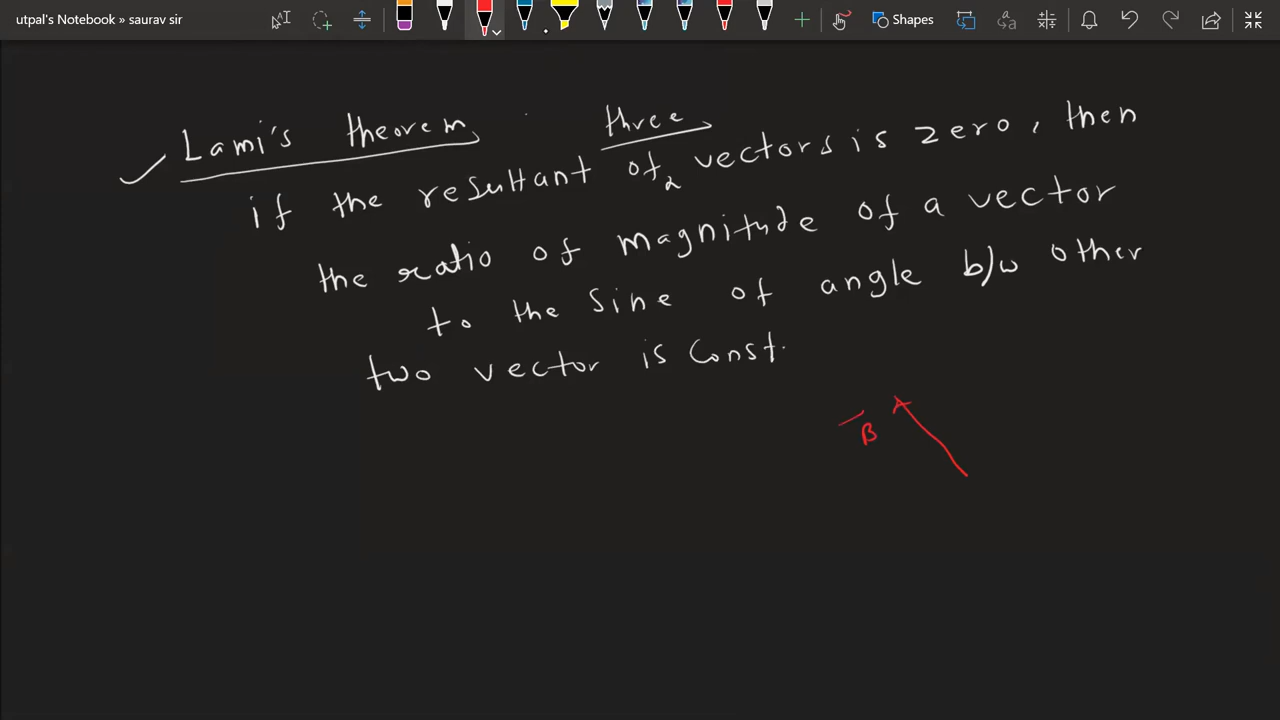 utpal's Notebook » saurav sir
Shapes
Lami's theorem
three
if the resultant of vectors is zero, then
the ratio of magnitude of a vector
to the sine of angle b/w other
two vector is const.
B